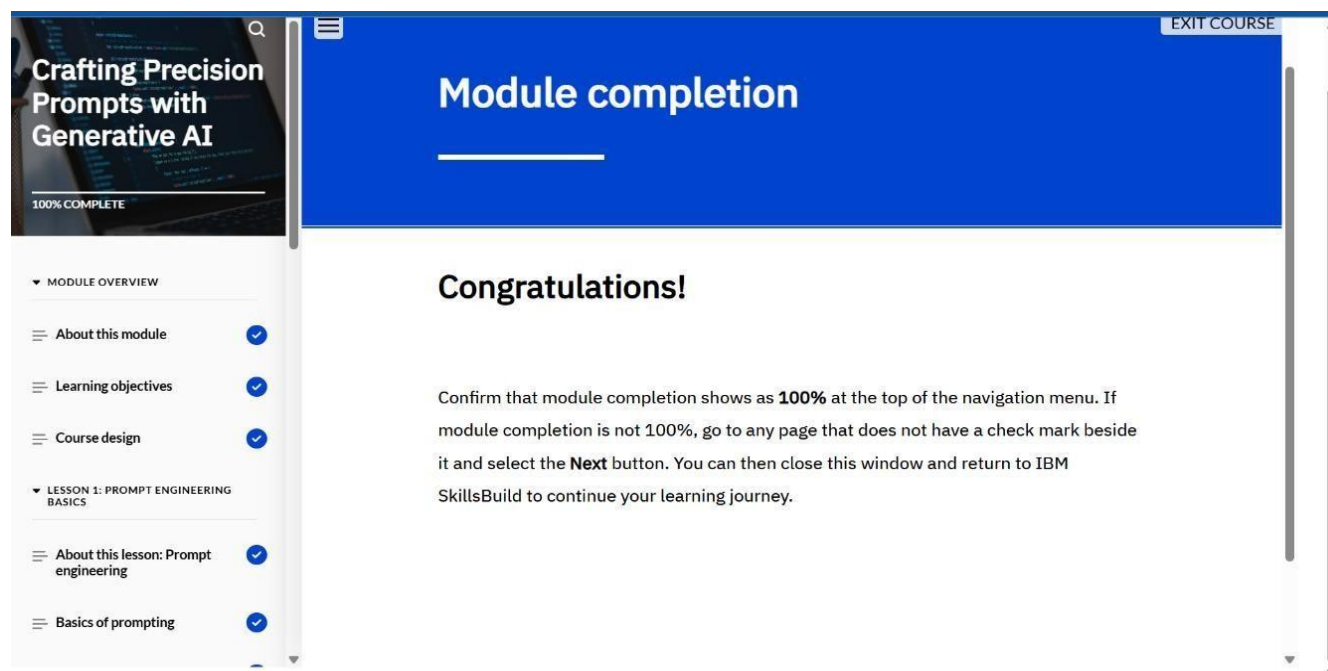 Crafting Precision
Prompts with
Generative AI
100% COMPLETE
▼ MODULE OVERVIEW
About this module
Learning objectives
Course design
▼ LESSON 1: PROMPT ENGINEERING
BASICS
About this lesson: Prompt
engineering
Basics of prompting
EXIT COURSE
Module completion
Congratulations!
Confirm that module completion shows as 100% at the top of the navigation menu. If
module completion is not 100%, go to any page that does not have a check mark beside
it and select the Next button. You can then close this window and return to IBM
SkillsBuild to continue your learning journey.